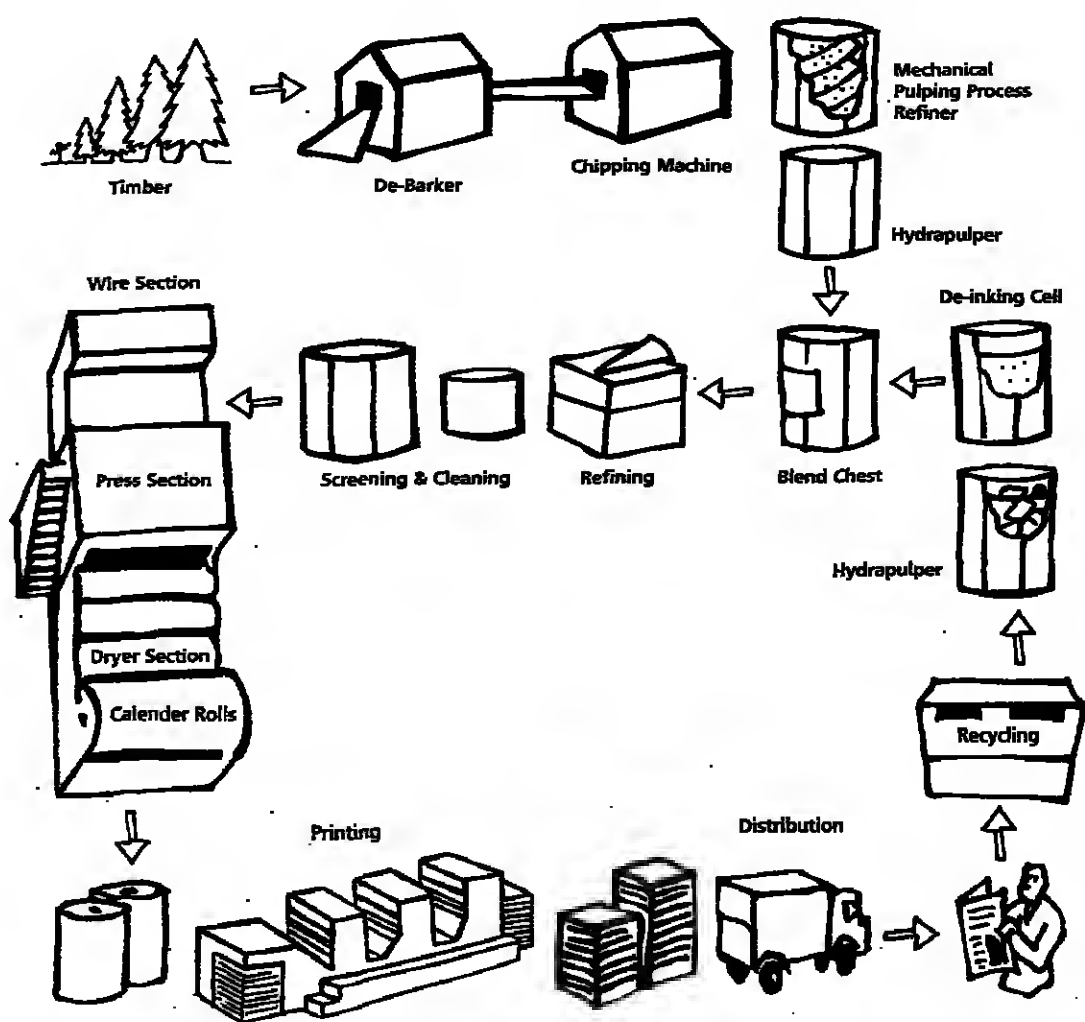 Mechanical
Pulping Process
Refiner
Timber
De-Barker
Chipping Machine
Hydrapulper
Wire Section
De-inking Cell
Press Section
Screening & Cleaning
Refining
Blend Chest
Hydrapulper
Dryer Section
Calender Rolls
Recycling
Printing
Distribution